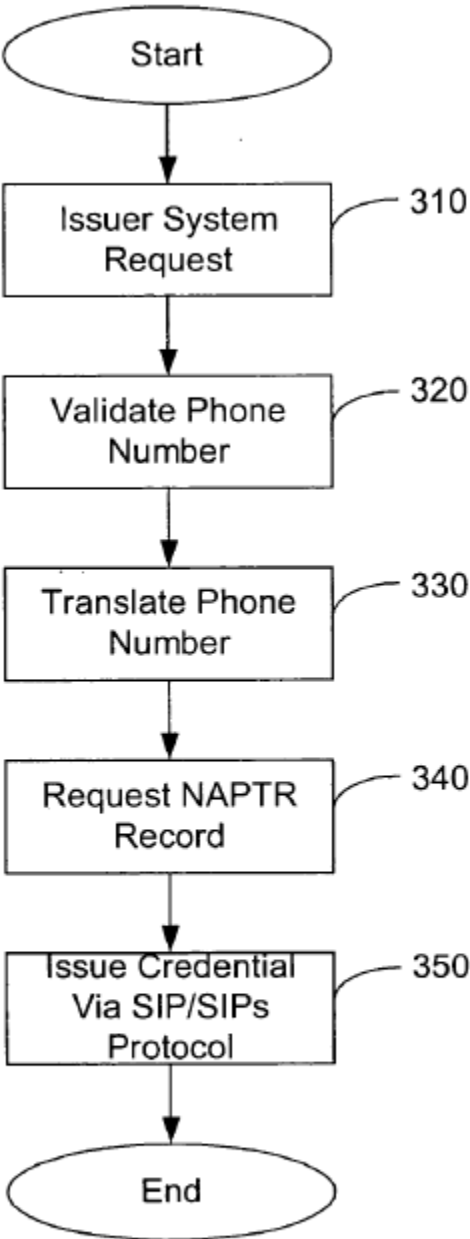 Start
310
Issuer System
Request
320
Validate Phone
Number
330
Translate Phone
Number
340
Request NAPTR
Record
350
Issue Credential
Via SIP/SIPs
Protocol
End